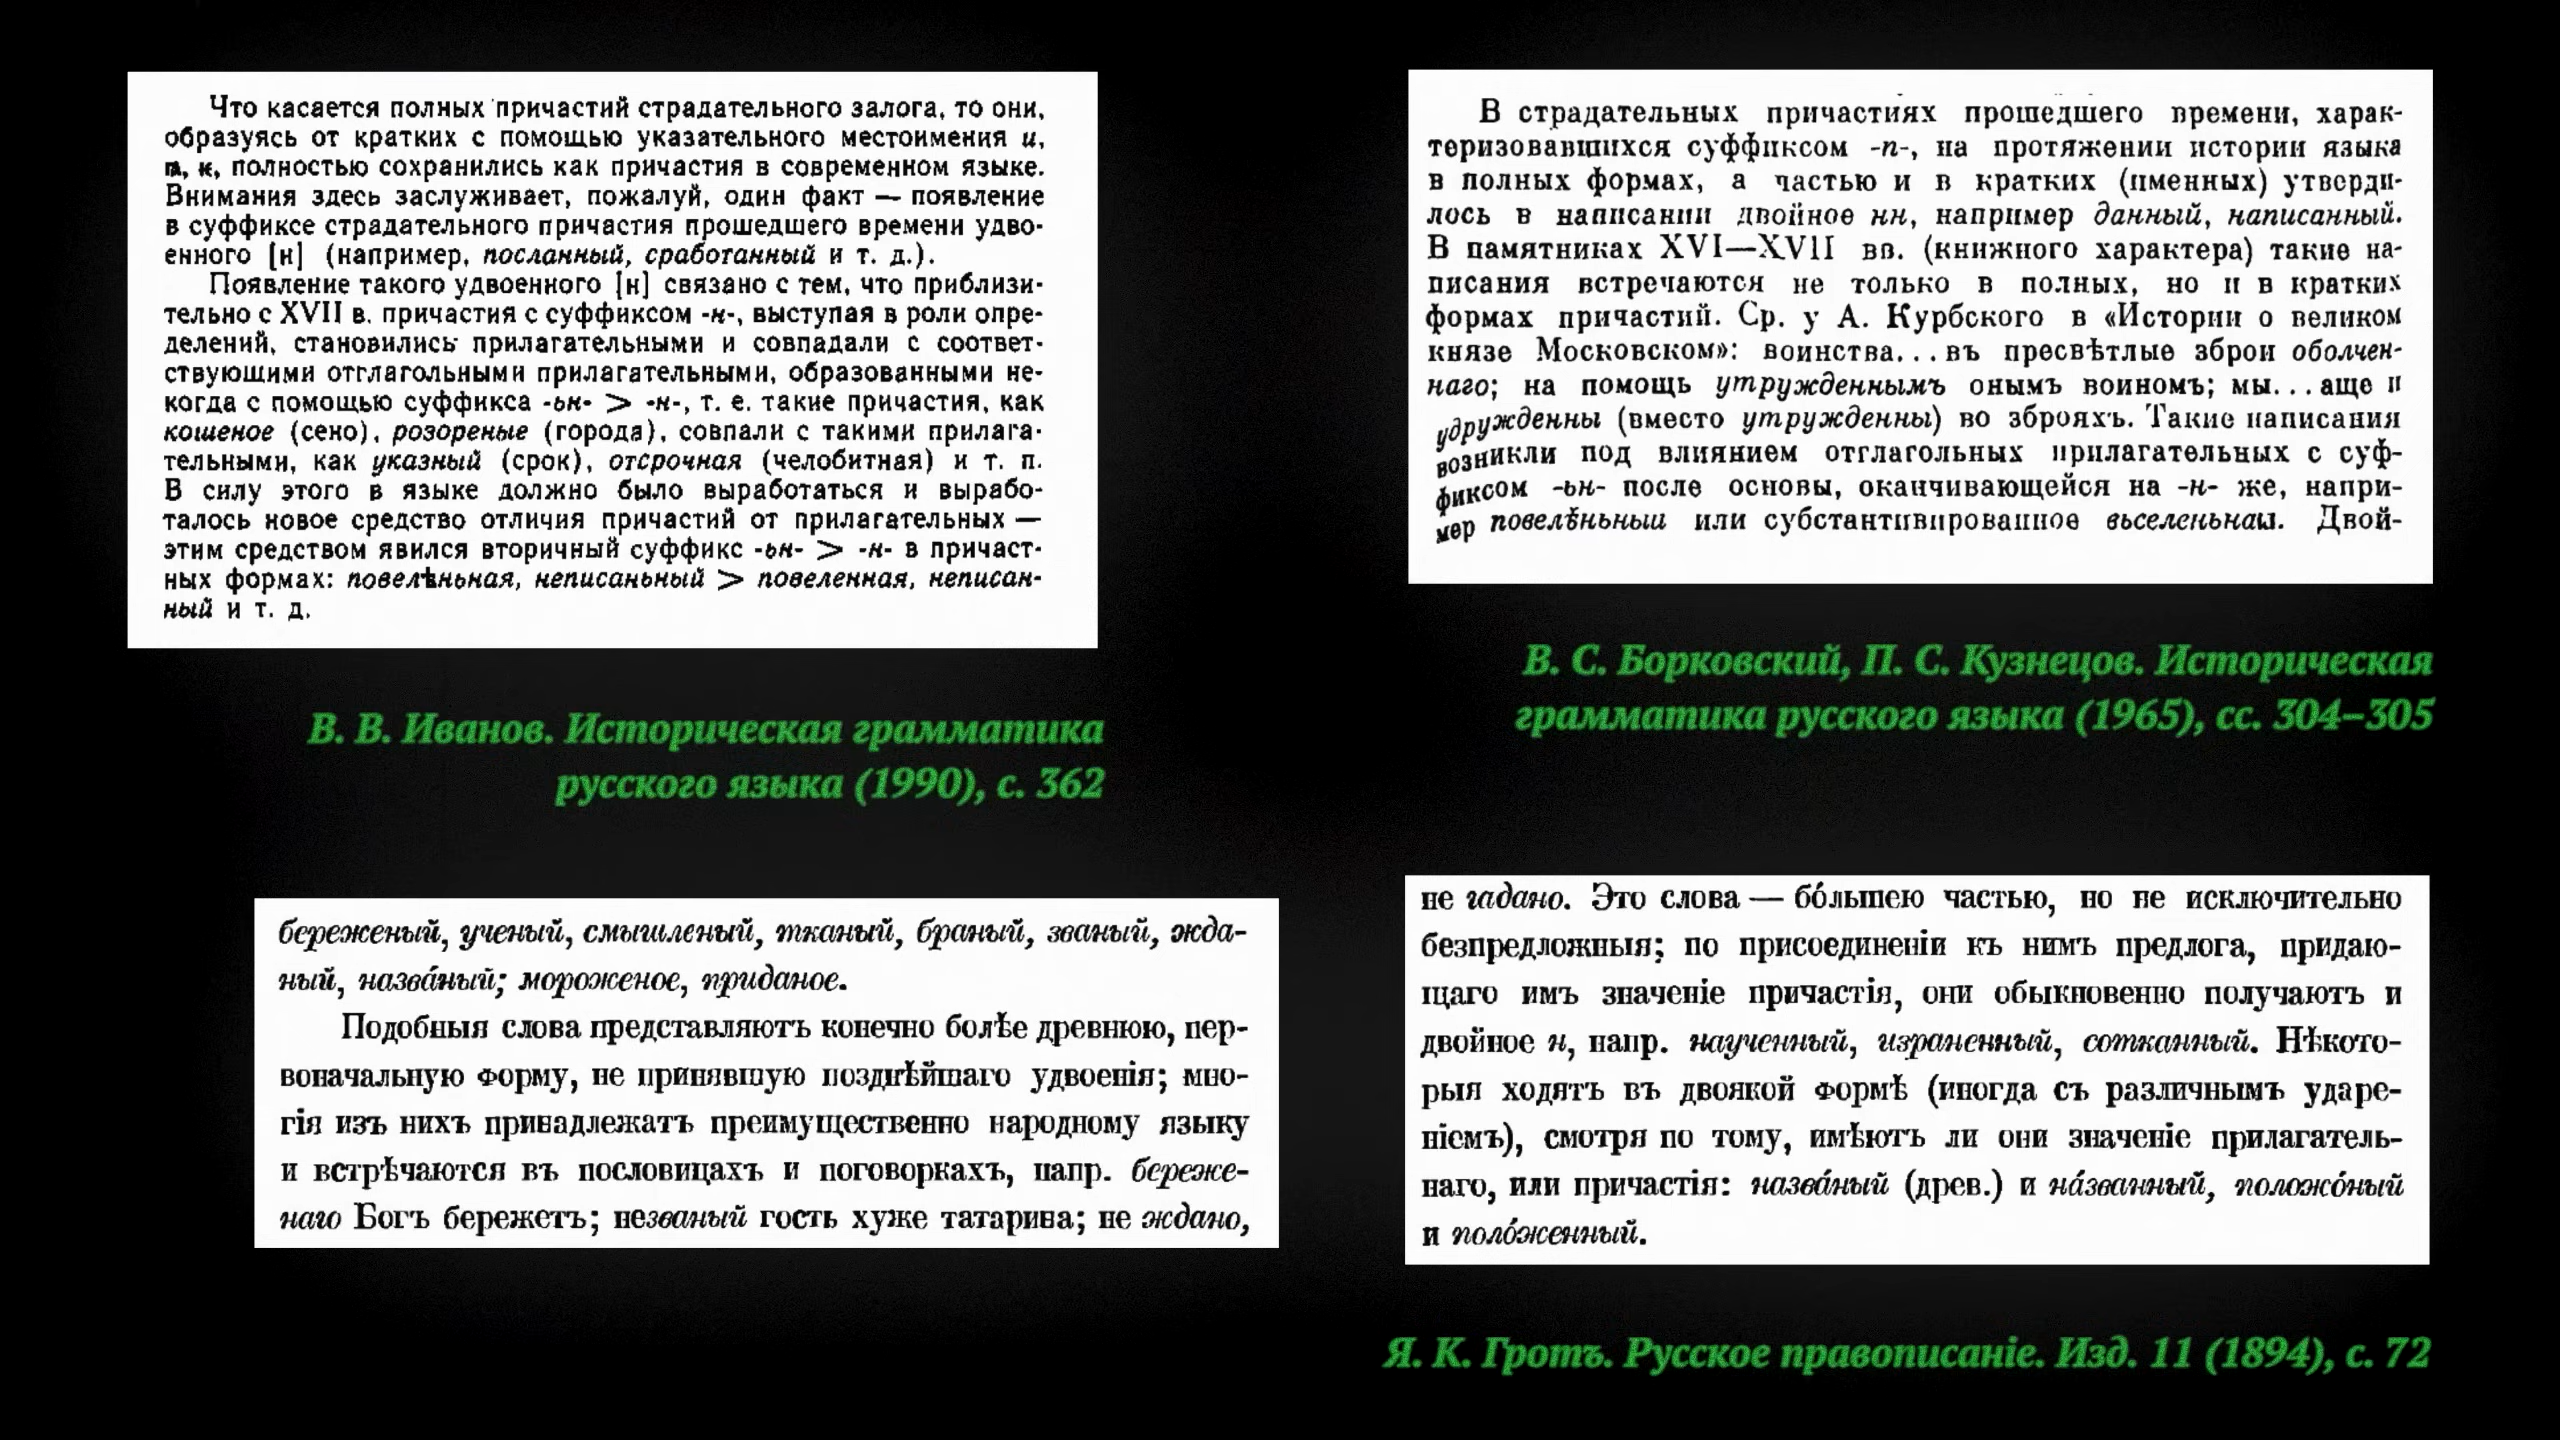 Что касается полных причастий страдательного залога, то они,
образуясь от кратких с помощью указательного местоимения и,
ꙗ, ѥ, полностью сохранились как причастия в современном языке.
Внимания здесь заслуживает, пожалуй, один факт — появление
в суффиксе страдательного причастия прошедшего времени удво-
енного [н] (например, посланный, сработанный и т. д.).
Появление такого удвоенного [н] связано с тем, что приблизи-
тельно с XVII в. причастия с суффиксом -н-, выступая в роли опре-
делений, становились прилагательными и совпадали с соответ-
ствующими отглагольными прилагательными, образованными не-
когда с помощью суффикса -ьн- > -н-, т. е. такие причастия, как
кошеное (сено), розореные (города), совпали с такими прилага-
тельными, как указный (срок), отсрочная (челобитная) и т. п.
В силу этого в языке должно было выработаться и вырабо-
талось новое средство отличия причастий от прилагательных —
этим средством явился вторичный суффикс -ьн- > -н- в причаст-
ных формах: повелѣньная, неписаньный > повеленная, неписан-
ный и т. д.
В. В. Иванов. Историческая грамматика
русского языка (1990), с. 362
В страдательных причастиях прошедшего времени, харак-
теризовавшихся суффиксом -п-, на протяжении истории языка
в полных формах, а частью и в кратких (именных) утверди-
лось в написании двойное нн, например данный, написанный.
В памятниках XVI—XVII вв. (книжного характера) такие на-
писания встречаются не только в полных, но и в кратких
формах причастий. Ср. у А. Курбского в «Истории о великом
князе Московском»: воинства...въ пресвѣтлые зброи оболчен-
наго; на помощь утружденнымъ онымъ воиномъ; мы...аще и
удружденны (вместо утружденны) во зброяхъ. Такие написания
возникли под влиянием отглагольных прилагательных с суф-
фиксом -ьн- после основы, оканчивающейся на -н- же, напри-
мер повелѣньныи или субстантивированное вьселеньнаꙗ. Двой-
В. С. Борковский, П. С. Кузнецов. Историческая
грамматика русского языка (1965), сс. 304–305
береженый, ученый, смышленый, тканый, браный, званый, жда-
ный, назва́ный; мороженое, приданое.
Подобныя слова представляютъ конечно болѣе древнюю, пер-
воначальную форму, не принявшую позднѣйшаго удвоенія; мно-
гія изъ нихъ принадлежатъ преимущественно народному языку
и встрѣчаются въ пословицахъ и поговоркахъ, напр. береже-
наго Богъ бережетъ; незваный гость хуже татарина; не ждано,
не гадано. Это слова — бо́льшею частью, но не исключительно
безпредложныя; по присоединеніи къ нимъ предлога, придаю-
щаго имъ значеніе причастія, они обыкновенно получаютъ и
двойное н, напр. наученный, израненный, сотканный. Нѣкото-
рыя ходятъ въ двоякой формѣ (иногда съ различнымъ ударе-
ніемъ), смотря по тому, имѣютъ ли они значеніе прилагатель-
наго, или причастія: назва́ный (древ.) и на́званный, положо́ный
и поло́женный.
Я. К. Гротъ. Русское правописаніе. Изд. 11 (1894), с. 72